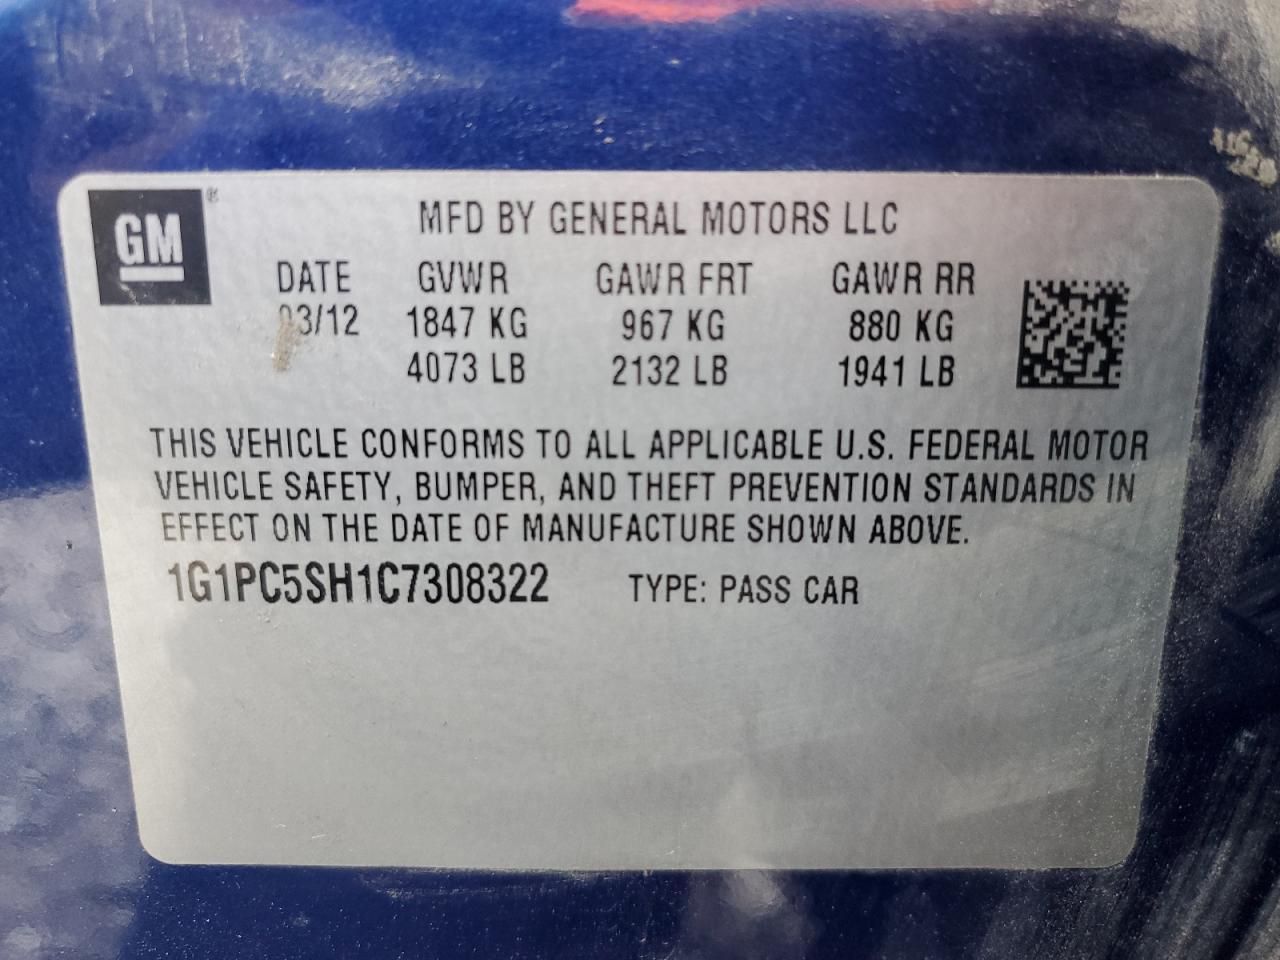 GM ®
MFD BY GENERAL MOTORS LLC
DATE GVWR GAWR FRT GAWR RR
03/12 1847 KG 967 KG 880 KG
4073 LB 2132 LB 1941 LB
THIS VEHICLE CONFORMS TO ALL APPLICABLE U.S. FEDERAL MOTOR
VEHICLE SAFETY, BUMPER, AND THEFT PREVENTION STANDARDS IN
EFFECT ON THE DATE OF MANUFACTURE SHOWN ABOVE.
1G1PC5SH1C7308322 TYPE: PASS CAR